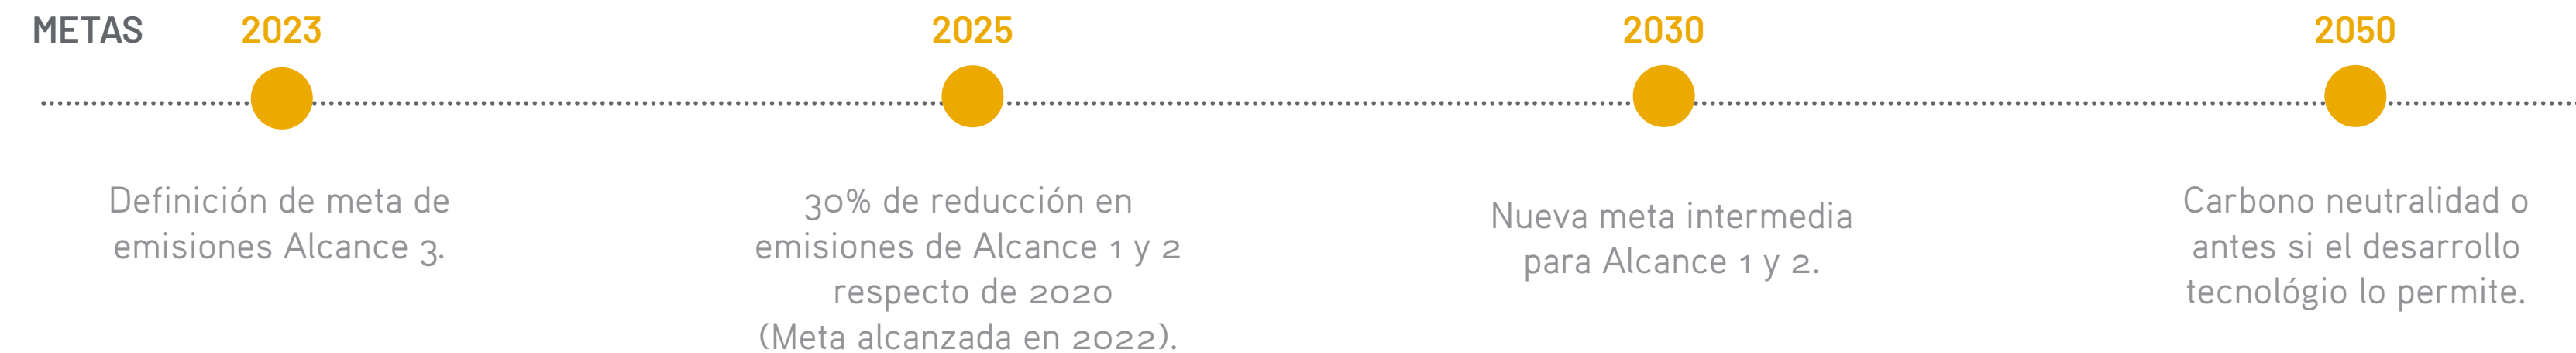 METAS
2023
2025
2030
2050
Definición de meta de
emisiones Alcance 3.
30% de reducción en
emisiones de Alcance 1 y 2
respecto de 2020
(Meta alcanzada en 2022).
Nueva meta intermedia
para Alcance 1 y 2.
Carbono neutralidad o
antes si el desarrollo
tecnológio lo permite.